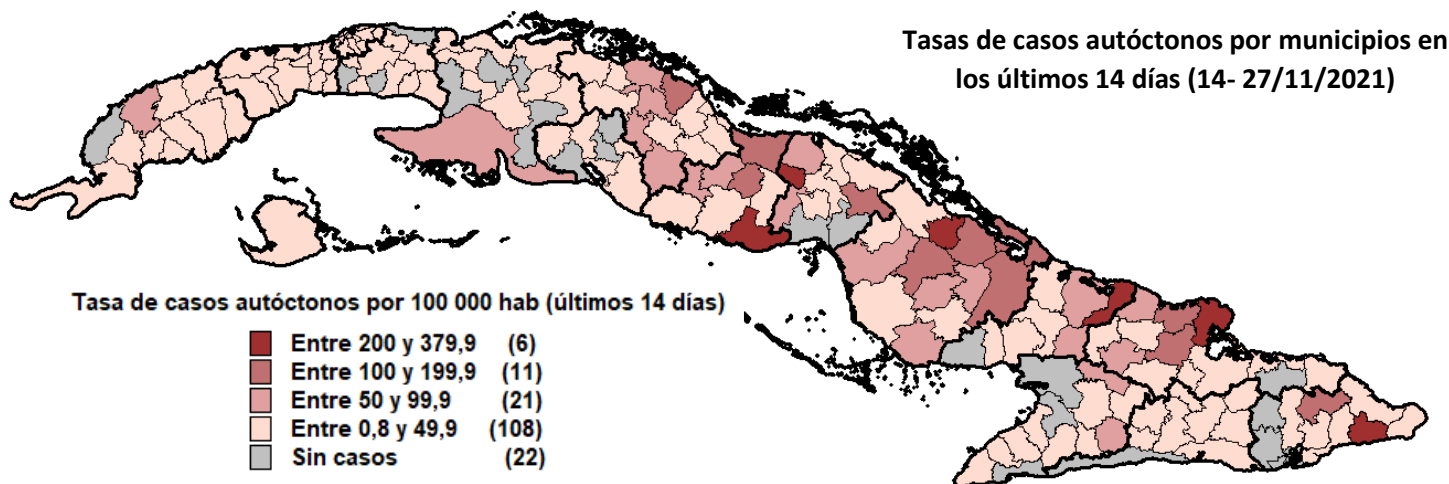 Tasas de casos autóctonos por municipios en
los últimos 14 días (14- 27/11/2021)
Tasa de casos autóctonos por 100 000 hab (últimos 14 días)
Entre 200 y 379,9 (6)
Entre 100 y 199,9 (11)
Entre 50 y 99,9 (21)
Entre 0,8 y 49,9 (108)
Sin casos (22)